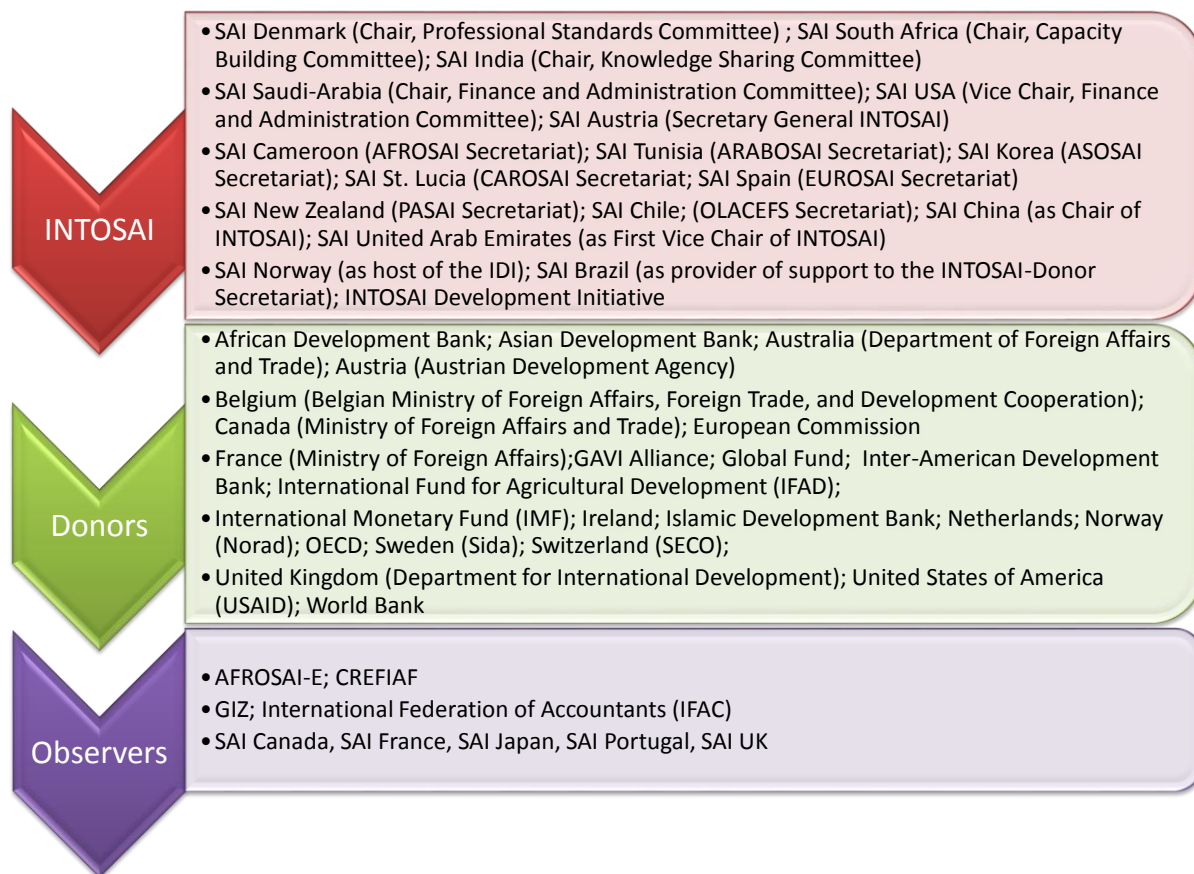 INTOSAI
• SAI Denmark (Chair, Professional Standards Committee) ; SAI South Africa (Chair, Capacity
Building Committee); SAI India (Chair, Knowledge Sharing Committee)
• SAI Saudi-Arabia (Chair, Finance and Administration Committee); SAI USA (Vice Chair, Finance
and Administration Committee); SAI Austria (Secretary General INTOSAI)
• SAI Cameroon (AFROSAI Secretariat); SAI Tunisia (ARABOSAI Secretariat); SAI Korea (ASOSAI
Secretariat); SAI St. Lucia (CAROSAI Secretariat; SAI Spain (EUROSAI Secretariat)
• SAI New Zealand (PASAI Secretariat); SAI Chile; (OLACEFS Secretariat); SAI China (as Chair of
INTOSAI); SAI United Arab Emirates (as First Vice Chair of INTOSAI)
• SAI Norway (as host of the IDI); SAI Brazil (as provider of support to the INTOSAI-Donor
Secretariat); INTOSAI Development Initiative
Donors
• African Development Bank; Asian Development Bank; Australia (Department of Foreign Affairs
and Trade); Austria (Austrian Development Agency)
• Belgium (Belgian Ministry of Foreign Affairs, Foreign Trade, and Development Cooperation);
Canada (Ministry of Foreign Affairs and Trade); European Commission
• France (Ministry of Foreign Affairs);GAVI Alliance; Global Fund; Inter-American Development
Bank; International Fund for Agricultural Development (IFAD);
• International Monetary Fund (IMF); Ireland; Islamic Development Bank; Netherlands; Norway
(Norad); OECD; Sweden (Sida); Switzerland (SECO);
• United Kingdom (Department for International Development); United States of America
(USAID); World Bank
Observers
• AFROSAI-E; CREFIAF
• GIZ; International Federation of Accountants (IFAC)
• SAI Canada, SAI France, SAI Japan, SAI Portugal, SAI UK